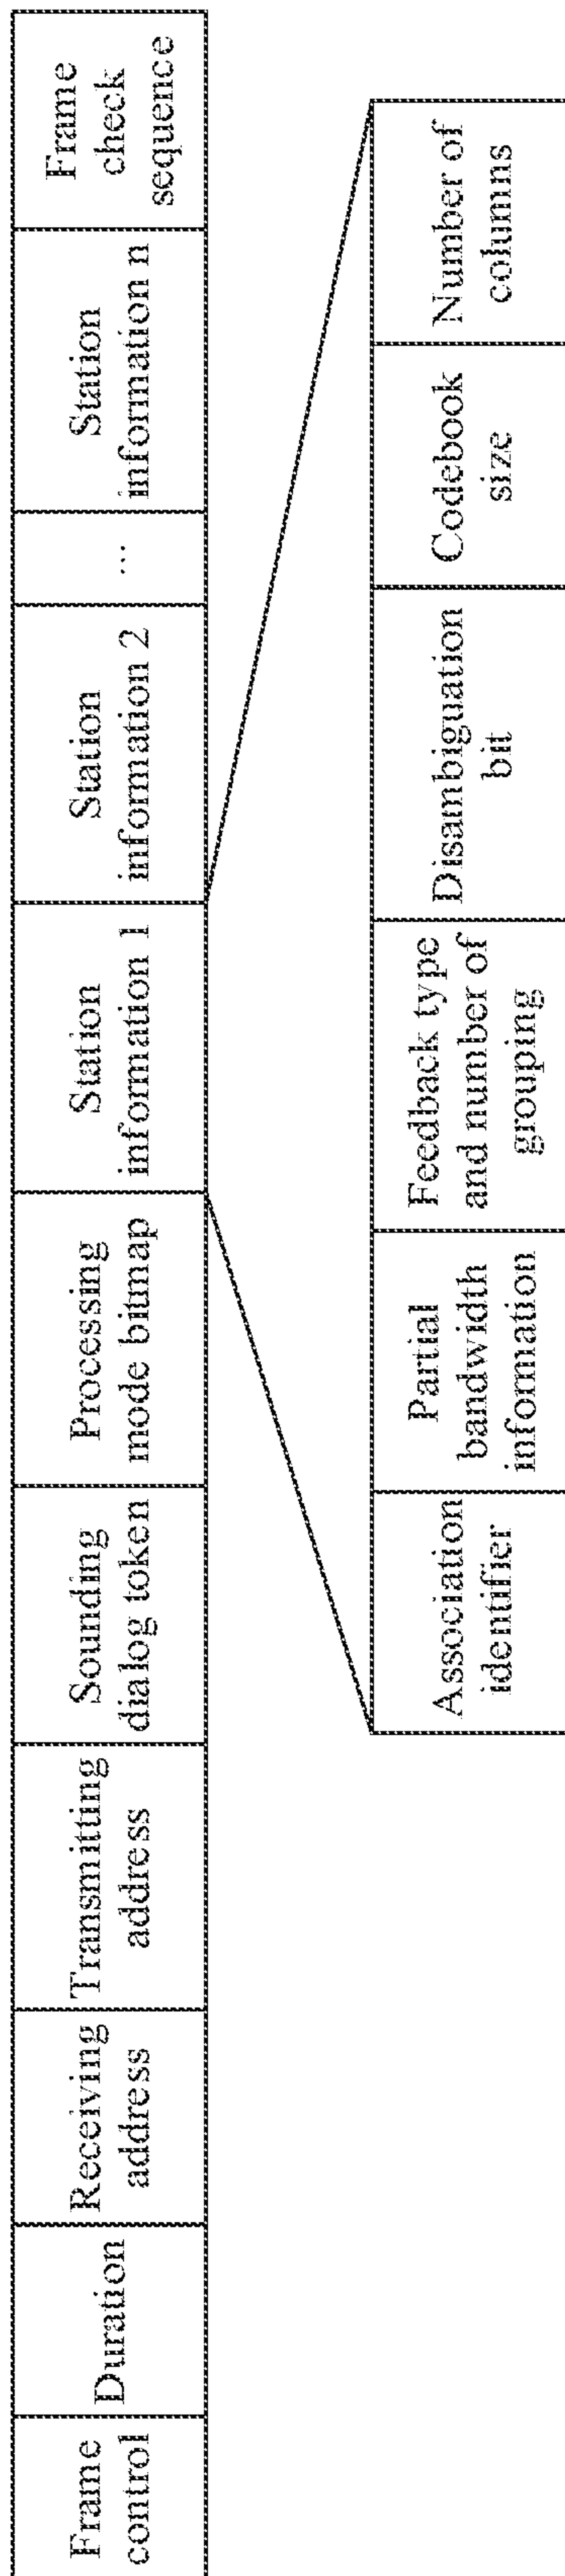 Frame
control
Duration
Receiving
address
Transmitting
address
Sounding
dialog token
Processing
mode bitmap
Station
information 1
Station
information 2
...
Station
information n
Frame
check
sequence
Association
identifier
Partial
bandwidth
information
Feedback type
and number of
grouping
Disambiguation
bit
Codebook
size
Number of
columns